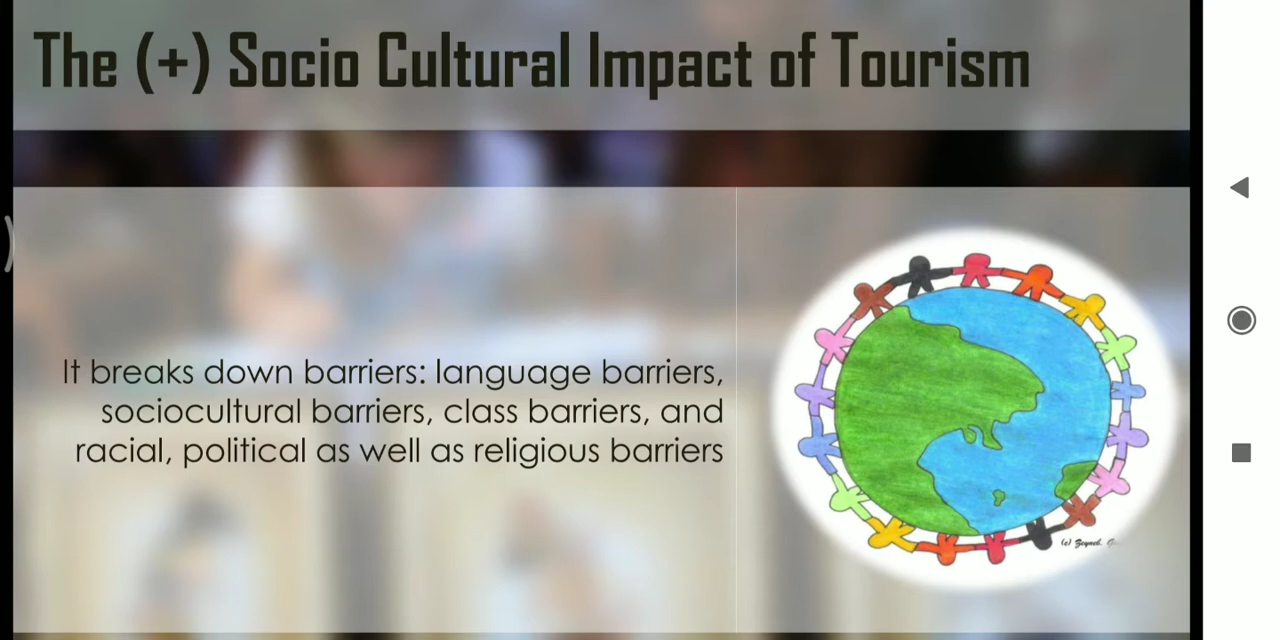 The (+) Socio Cultural Impact of Tourism
)
It breaks down barriers: language barriers,
sociocultural barriers, class barriers, and
racial, political as well as religious barriers
(c)